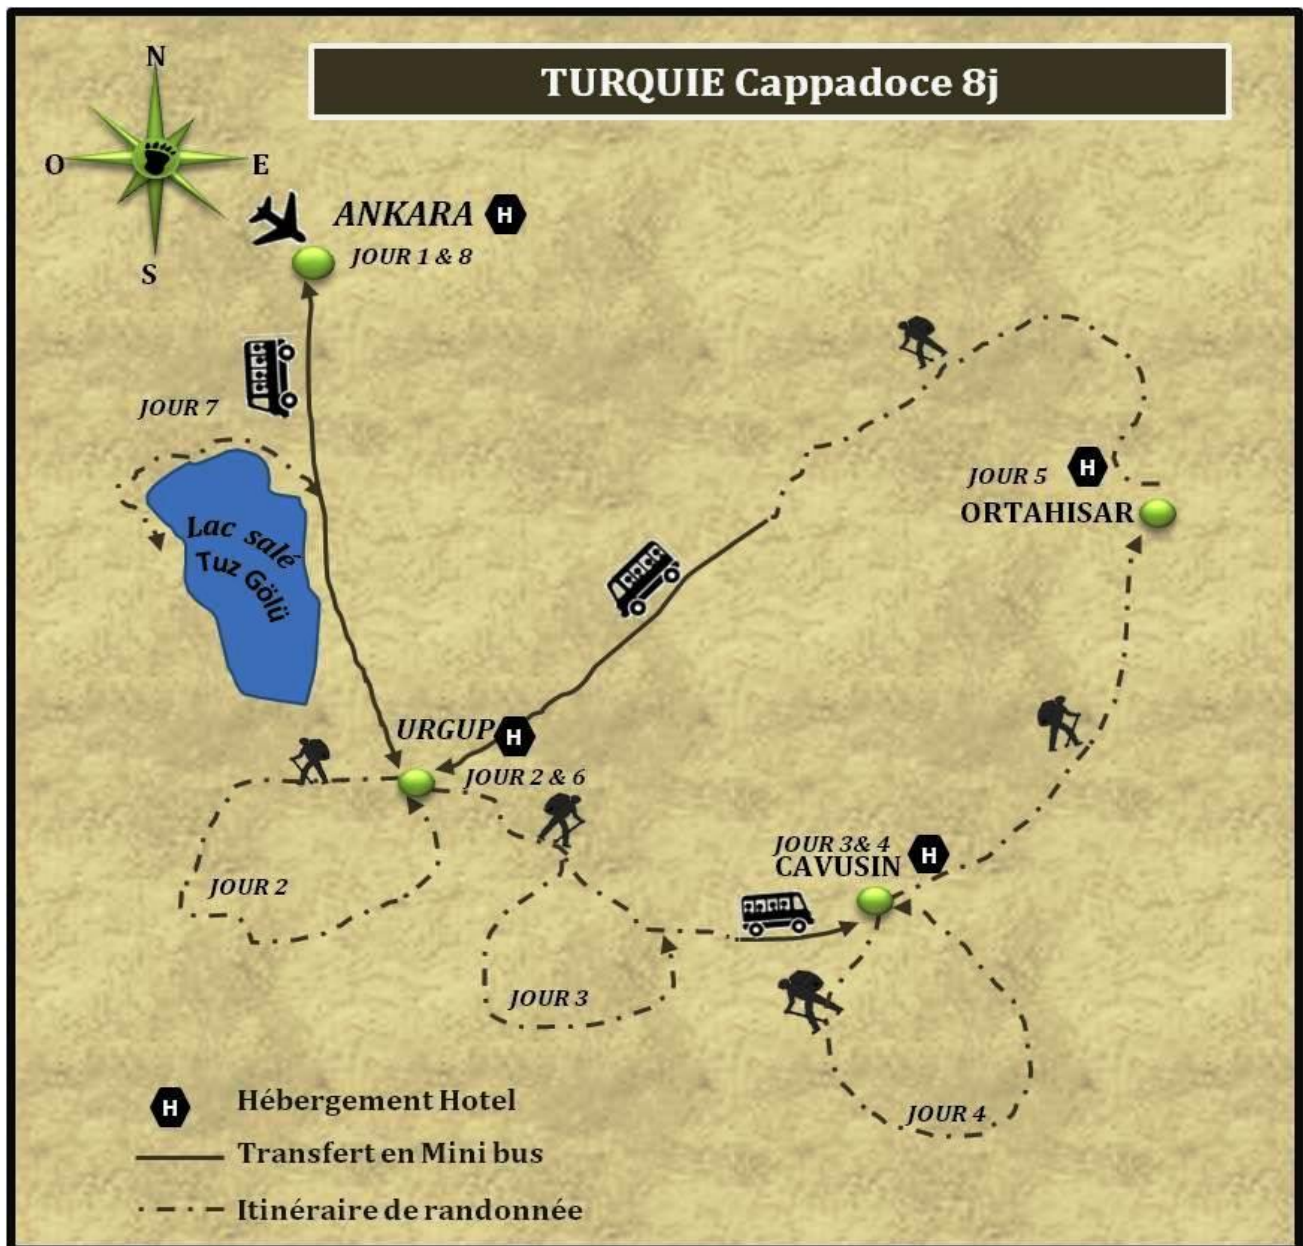 TURQUIE Cappadoce 8j
N
O
E
S
ANKARA H
JOUR 1 & 8
JOUR 7
Lac salé
Tuz Gölü
JOUR 5 H
ORTAHISAR
URGUP H
JOUR 2 & 6
JOUR 2
JOUR 3& 4 H
CAVUSIN
JOUR 3
JOUR 4
H Hébergement Hotel
Transfert en Mini bus
Itinéraire de randonnée